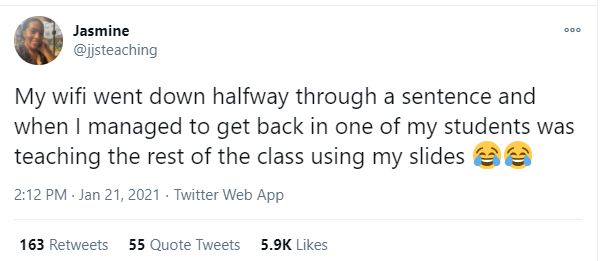 Jasmine
@jjsteaching
My wifi went down halfway through a sentence and
when I managed to get back in one of my students was
teaching the rest of the class using my slides 😂😂
2:12 PM · Jan 21, 2021 · Twitter Web App
163 Retweets 55 Quote Tweets 5.9K Likes